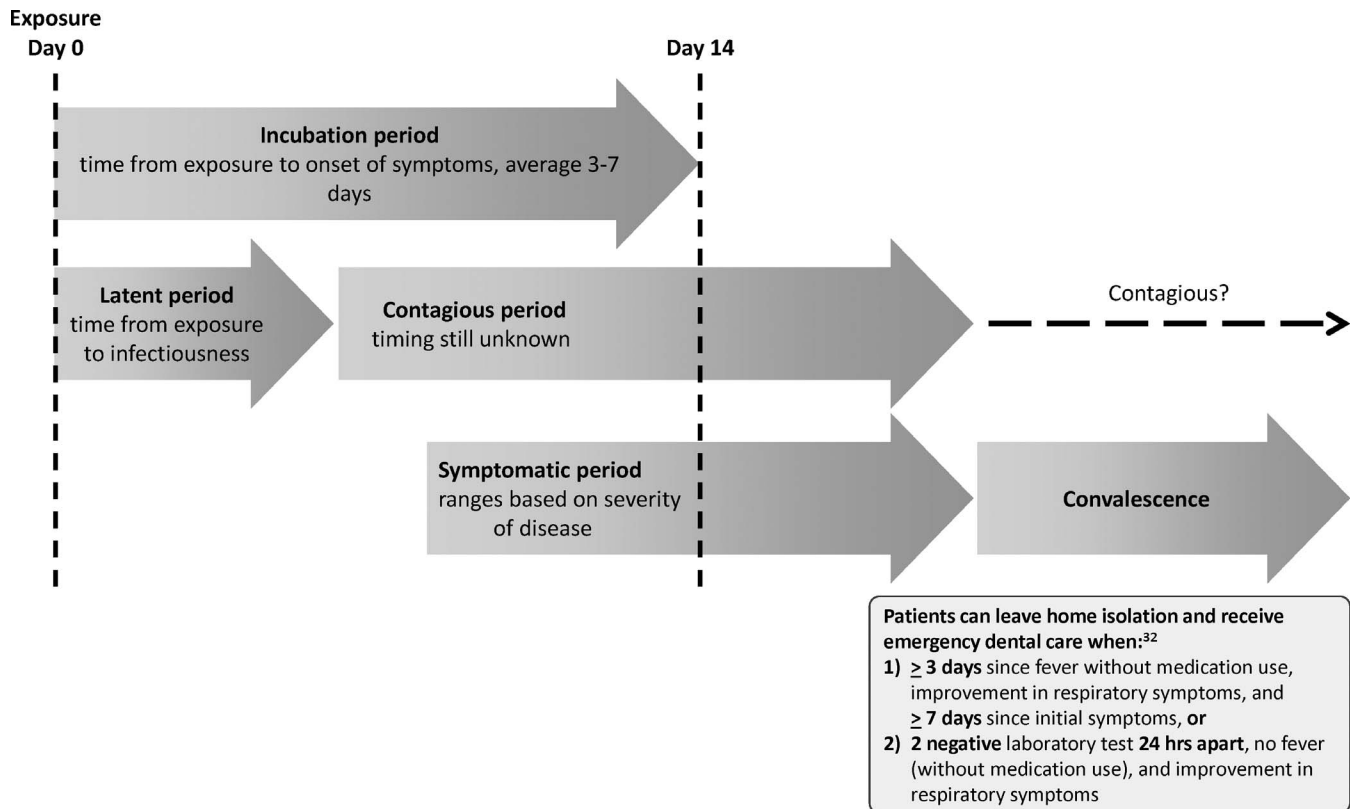 Exposure
Day 0
Day 14
Incubation period
time from exposure to onset of symptoms, average 3-7
days
Latent period
time from exposure
to infectiousness
Contagious period
timing still unknown
Contagious?
Symptomatic period
ranges based on severity
of disease
Convalescence
Patients can leave home isolation and receive
emergency dental care when:³²
1) ≥ 3 days since fever without medication use,
improvement in respiratory symptoms, and
≥ 7 days since initial symptoms, or
2) 2 negative laboratory test 24 hrs apart, no fever
(without medication use), and improvement in
respiratory symptoms